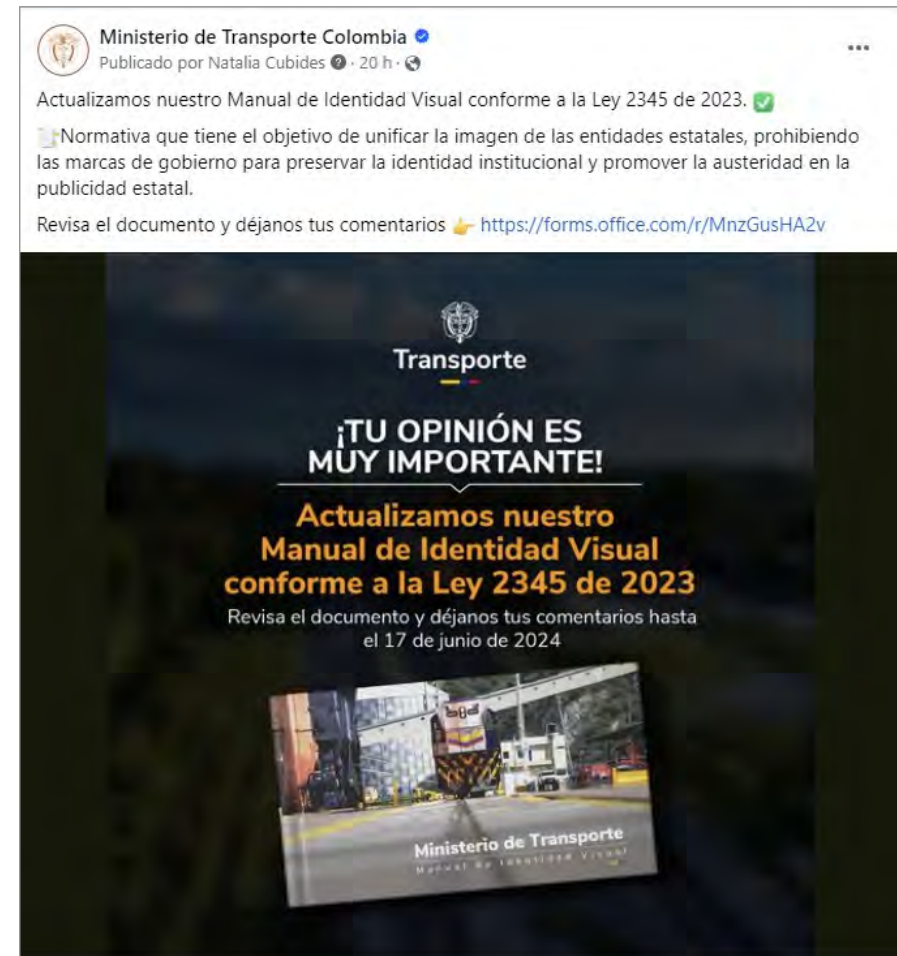 Ministerio de Transporte Colombia
Publicado por Natalia Cubides · 20 h ·
Actualizamos nuestro Manual de Identidad Visual conforme a la Ley 2345 de 2023. ✅
📑Normativa que tiene el objetivo de unificar la imagen de las entidades estatales, prohibiendo
las marcas de gobierno para preservar la identidad institucional y promover la austeridad en la
publicidad estatal.
Revisa el documento y déjanos tus comentarios 👉 https://forms.office.com/r/MnzGusHA2v
Transporte
¡TU OPINIÓN ES
MUY IMPORTANTE!
Actualizamos nuestro
Manual de Identidad Visual
conforme a la Ley 2345 de 2023
Revisa el documento y déjanos tus comentarios hasta
el 17 de junio de 2024
Ministerio de Transporte
Manual de Identidad Visual